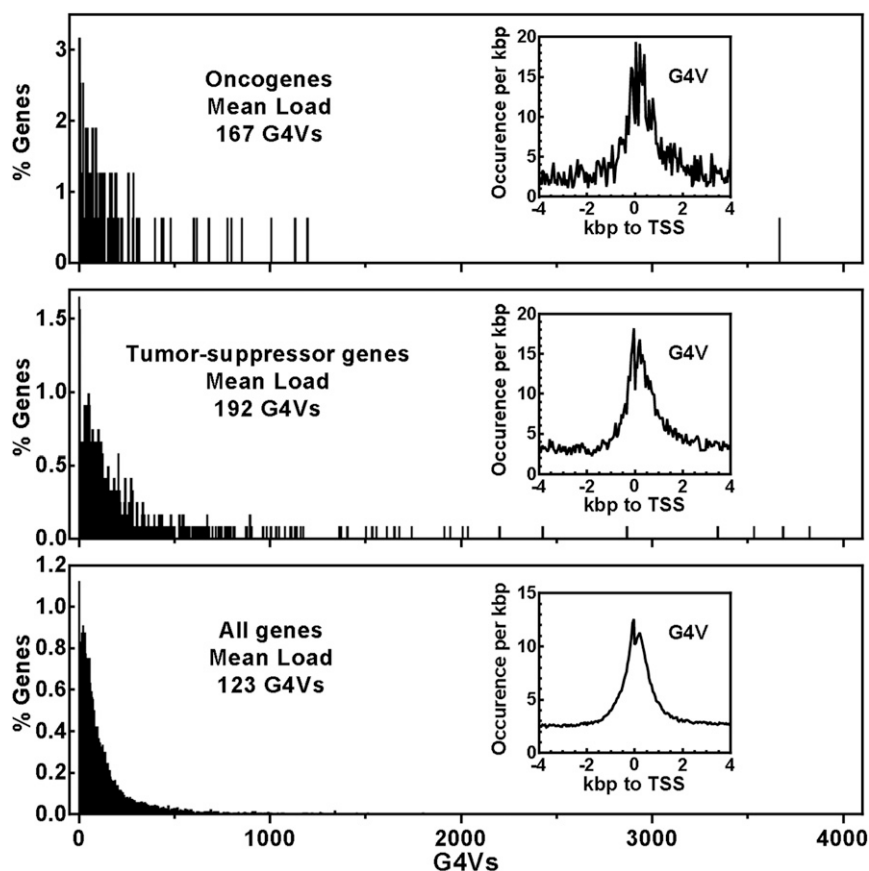 % Genes
3
2
1
0
Oncogenes
Mean Load
167 G4Vs
Occurence per kbp
20
15
10
5
0
G4V
-4 -2 0 2 4
kbp to TSS
% Genes
1.5
1.0
0.5
0.0
Tumor-suppressor genes
Mean Load
192 G4Vs
Occurence per kbp
20
15
10
5
0
G4V
-4 -2 0 2 4
kbp to TSS
% Genes
1.2
1.0
0.8
0.6
0.4
0.2
0.0
All genes
Mean Load
123 G4Vs
Occurence per kbp
15
10
5
0
G4V
-4 -2 0 2 4
kbp to TSS
0 1000 2000 3000 4000
G4Vs